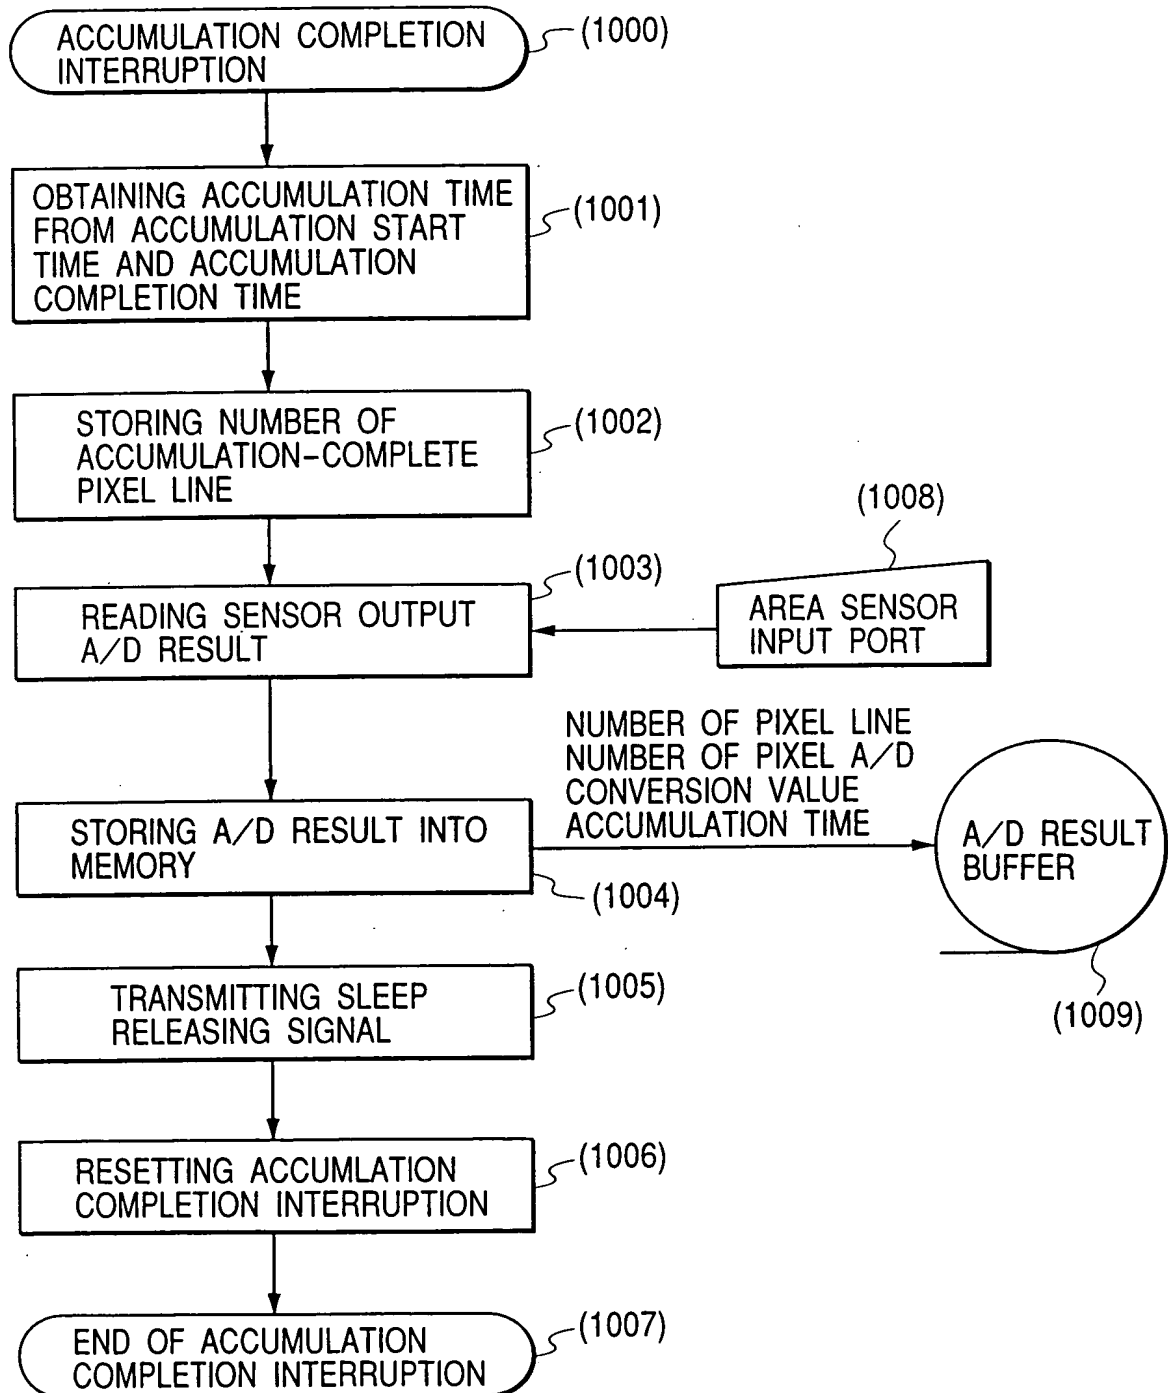 ACCUMULATION COMPLETION
INTERRUPTION
(1000)
OBTAINING ACCUMULATION TIME
FROM ACCUMULATION START
TIME AND ACCUMULATION
COMPLETION TIME
(1001)
STORING NUMBER OF
ACCUMULATION-COMPLETE
PIXEL LINE
(1002)
READING SENSOR OUTPUT
A/D RESULT
(1003)
(1008)
AREA SENSOR
INPUT PORT
STORING A/D RESULT INTO
MEMORY
(1004)
NUMBER OF PIXEL LINE
NUMBER OF PIXEL A/D
CONVERSION VALUE
ACCUMULATION TIME
A/D RESULT
BUFFER
(1009)
TRANSMITTING SLEEP
RELEASING SIGNAL
(1005)
RESETTING ACCUMLATION
COMPLETION INTERRUPTION
(1006)
END OF ACCUMULATION
COMPLETION INTERRUPTION
(1007)